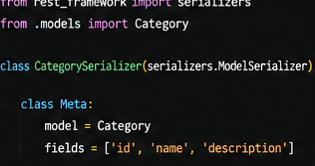 from rest_framework import serializers
from .models import Category
class CategorySerializer(serializers.ModelSerializer)
class Meta:
model = Category
fields = ['id', 'name', 'description']